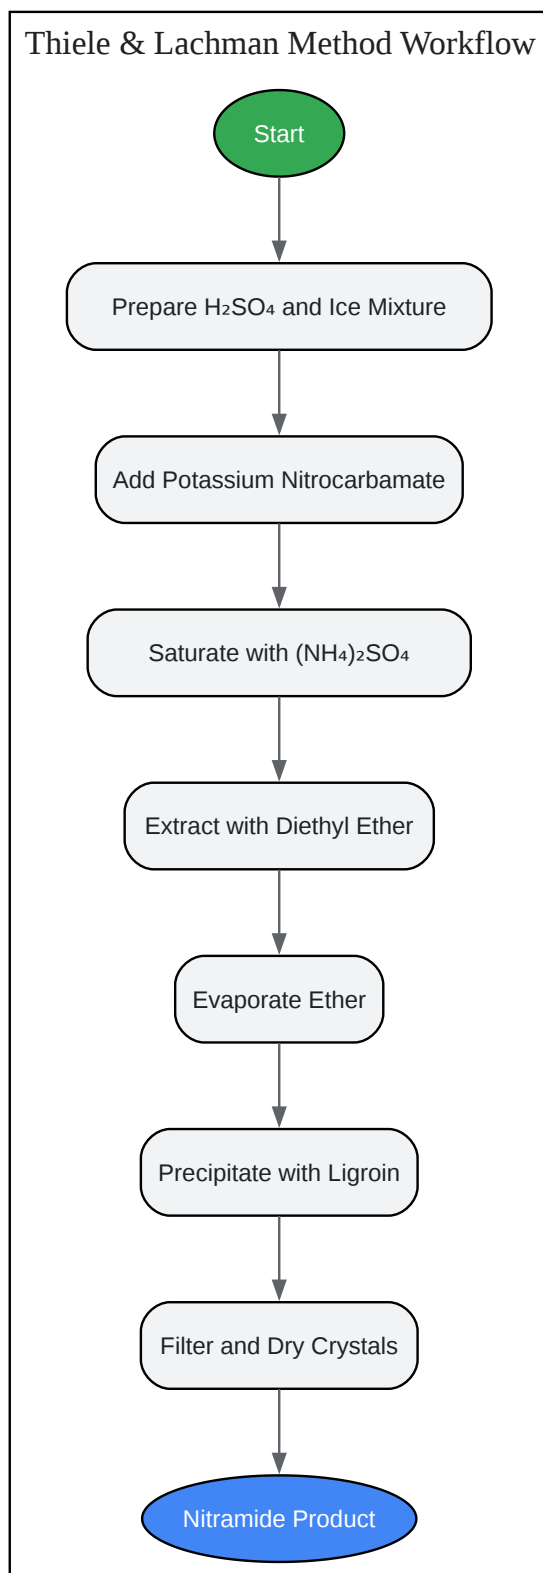 Thiele & Lachman Method Workflow
Start
Prepare H₂SO₄ and Ice Mixture
Add Potassium Nitrocarbamate
Saturate with (NH₄)₂SO₄
Extract with Diethyl Ether
Evaporate Ether
Precipitate with Ligroin
Filter and Dry Crystals
Nitramide Product